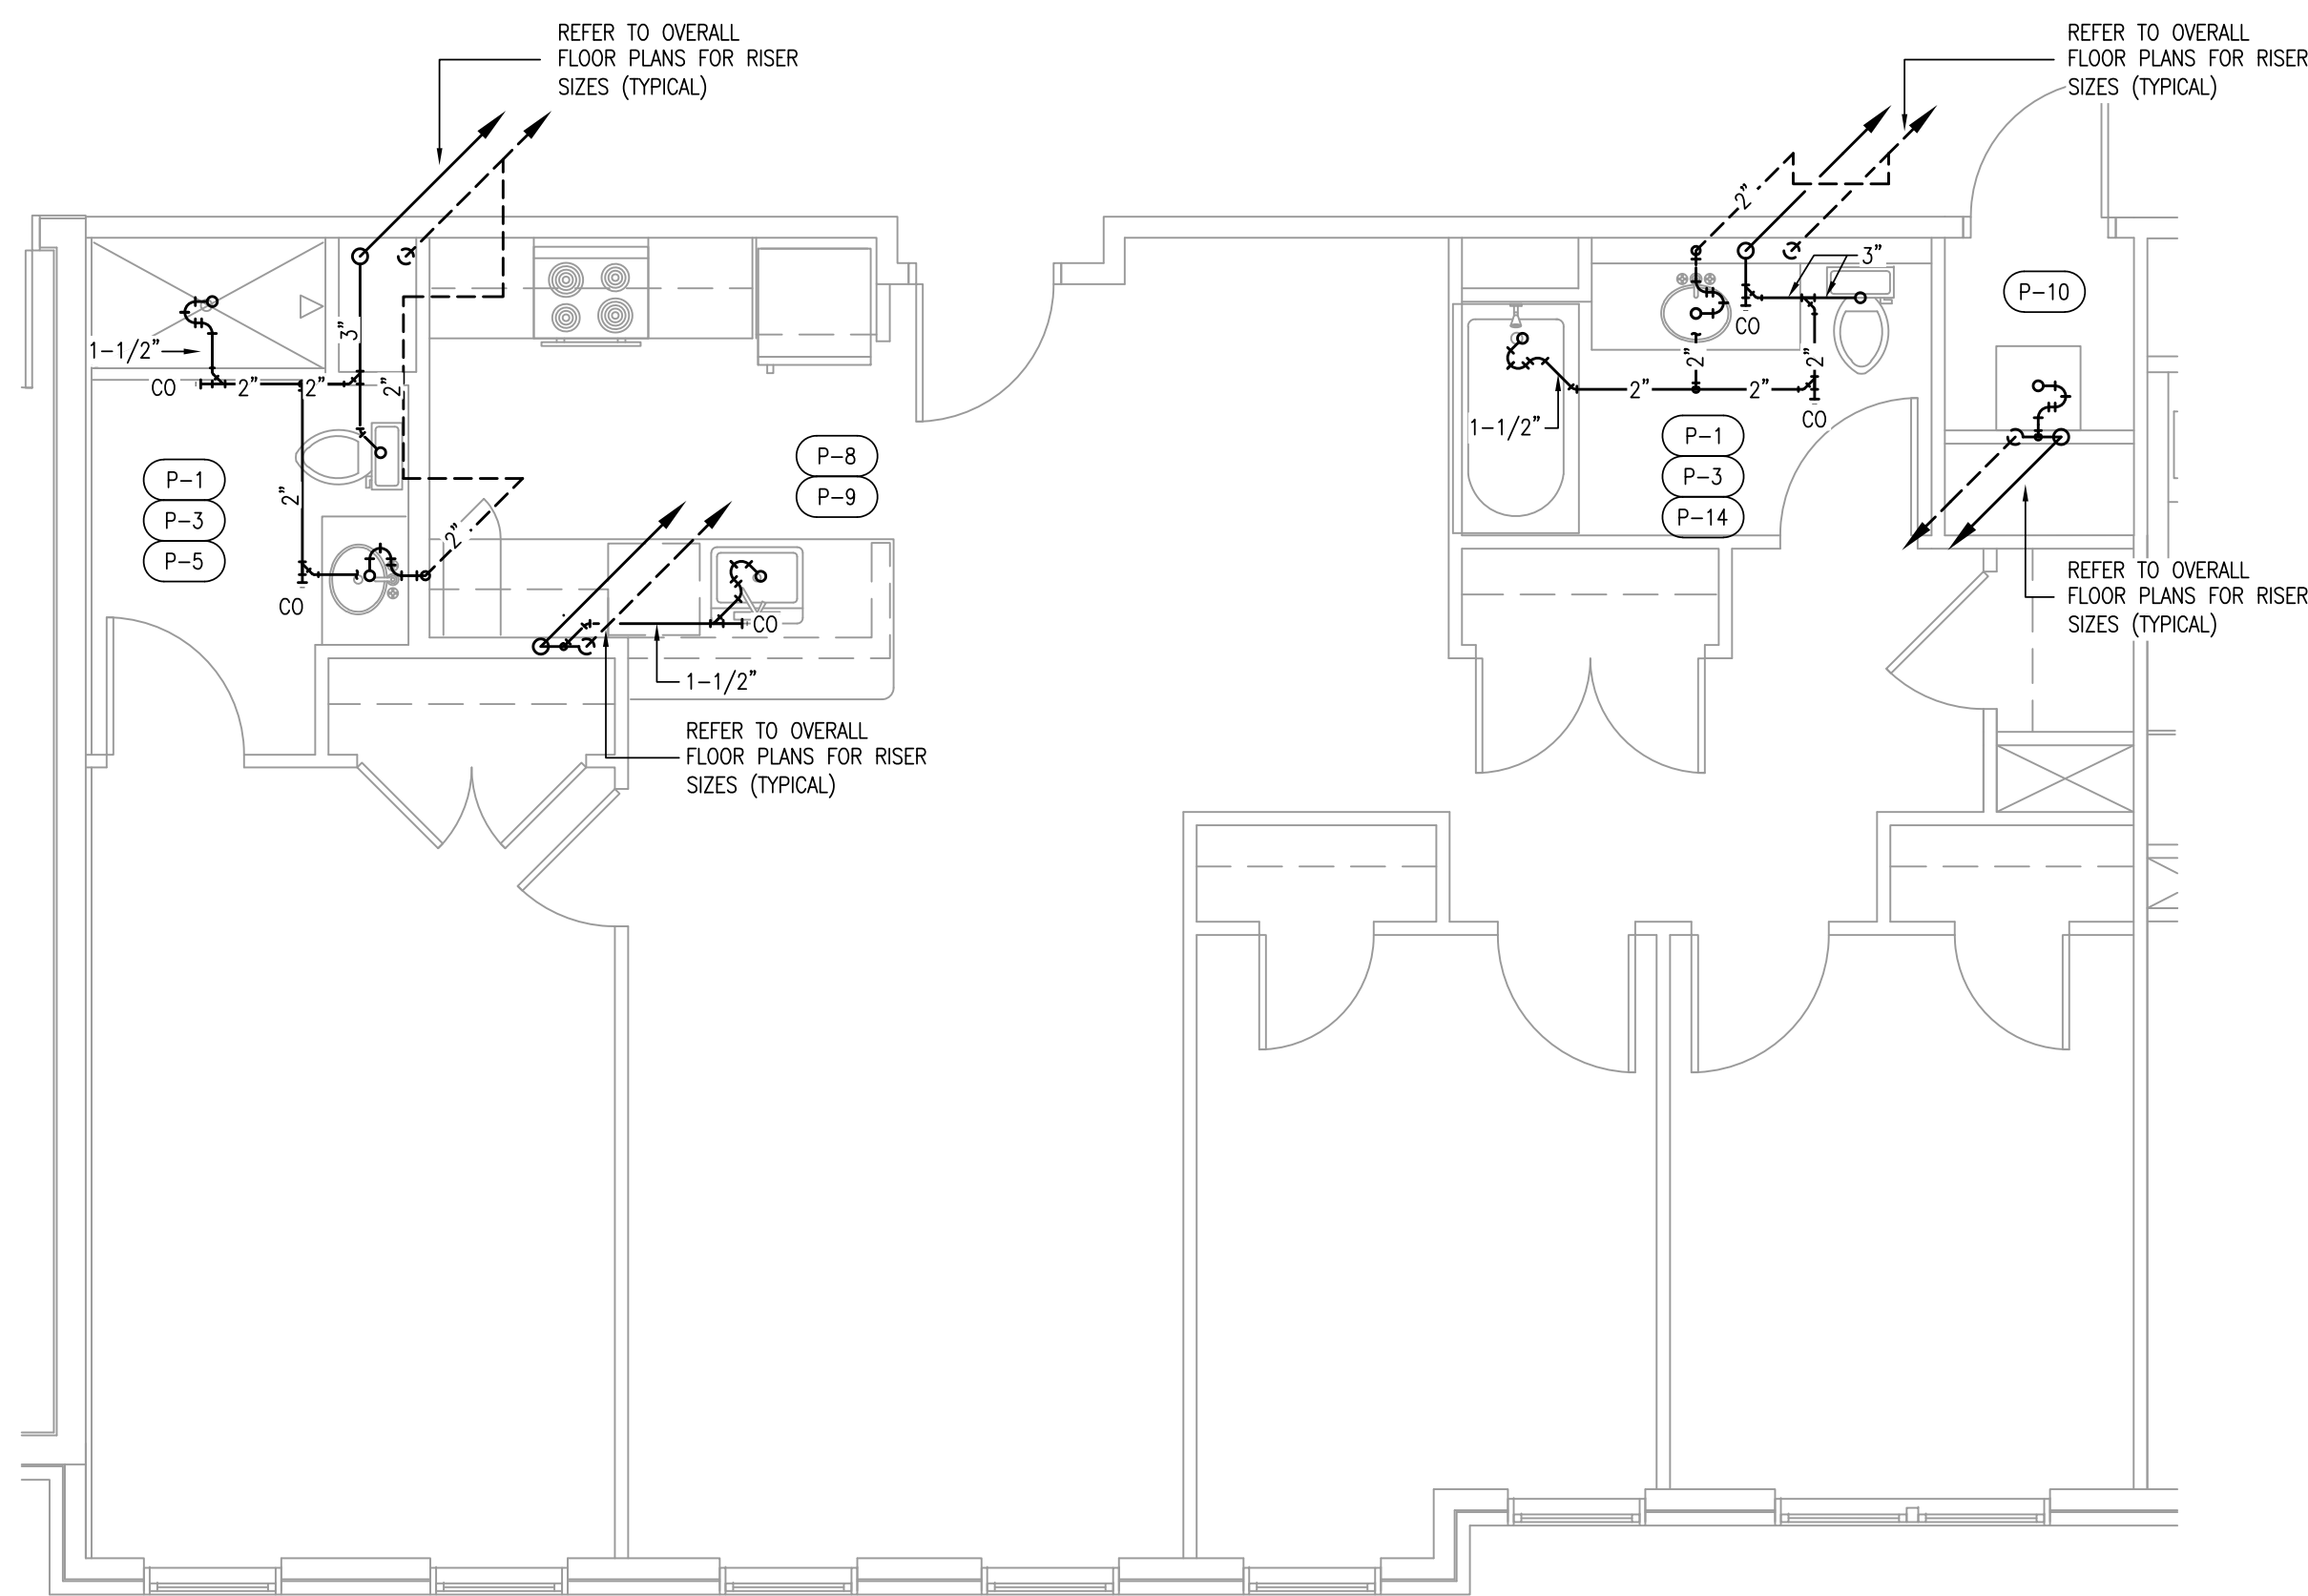 REFER TO OVERALL
FLOOR PLANS FOR RISER
SIZES (TYPICAL)
REFER TO OVERALL
FLOOR PLANS FOR RISER
SIZES (TYPICAL)
2”
3”
P-10
3”
1-1/2”
CO
CO
2”
2”
2”
2”
2”
2”
2”
CO
1-1/2”
CO
P-1
P-3
P-14
P-8
P-9
P-1
P-3
P-5
2”
2”
CO
CO
1-1/2”
REFER TO OVERALL
FLOOR PLANS FOR RISER
SIZES (TYPICAL)
REFER TO OVERALL
FLOOR PLANS FOR RISER
SIZES (TYPICAL)